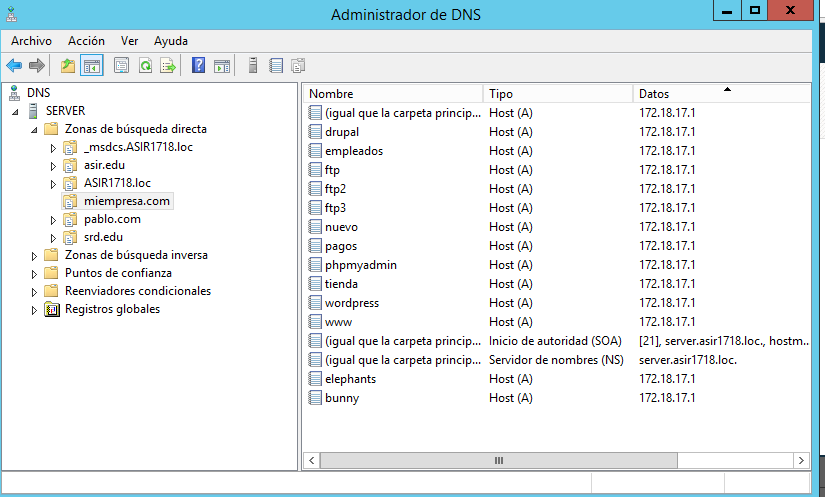 Administrador de DNS
Archivo Acción Ver Ayuda
DNS
SERVER
Zonas de búsqueda directa
_msdcs.ASIR1718.loc
asir.edu
ASIR1718.loc
miempresa.com
pablo.com
srd.edu
Zonas de búsqueda inversa
Puntos de confianza
Reenviadores condicionales
Registros globales
Nombre Tipo Datos
(igual que la carpeta princip... Host (A) 172.18.17.1
drupal Host (A) 172.18.17.1
empleados Host (A) 172.18.17.1
ftp Host (A) 172.18.17.1
ftp2 Host (A) 172.18.17.1
ftp3 Host (A) 172.18.17.1
nuevo Host (A) 172.18.17.1
pagos Host (A) 172.18.17.1
phpmyadmin Host (A) 172.18.17.1
tienda Host (A) 172.18.17.1
wordpress Host (A) 172.18.17.1
www Host (A) 172.18.17.1
(igual que la carpeta princip... Inicio de autoridad (SOA) [21], server.asir1718.loc., hostm...
(igual que la carpeta princip... Servidor de nombres (NS) server.asir1718.loc.
elephants Host (A) 172.18.17.1
bunny Host (A) 172.18.17.1